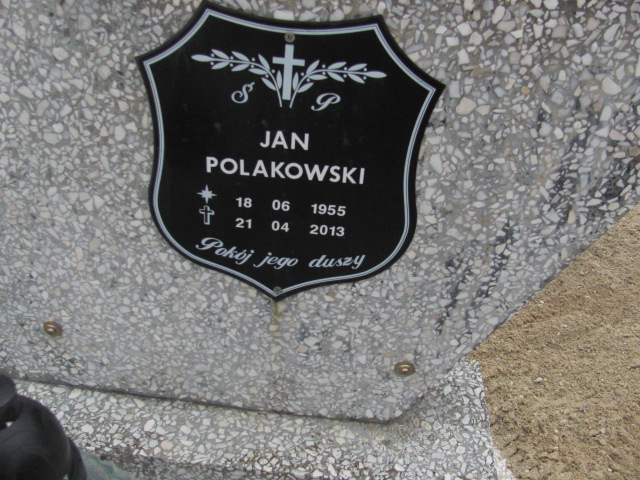 Ś P
JAN
POLAKOWSKI
18 06 1955
21 04 2013
Pokój jego duszy